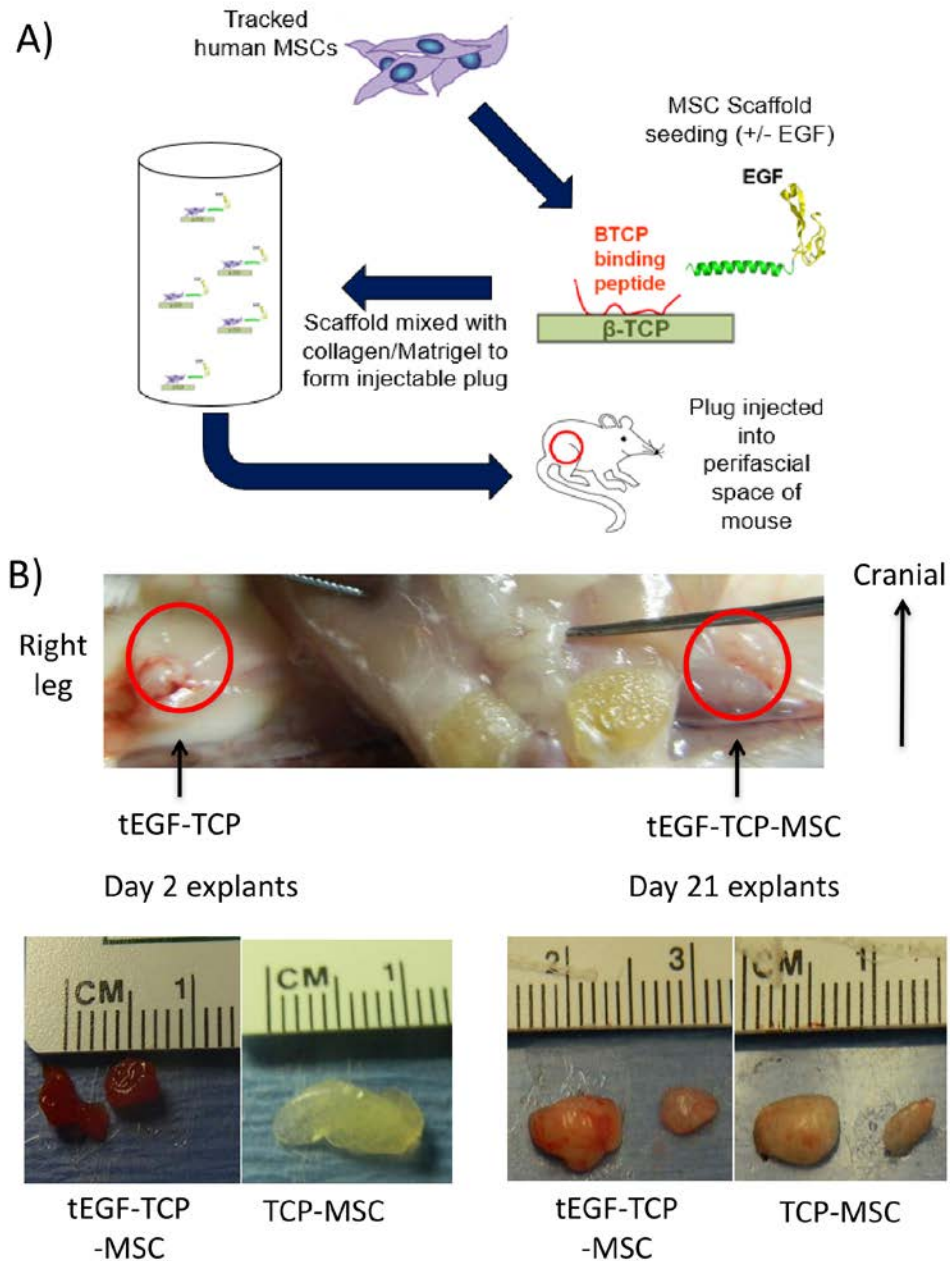 A)
Tracked
human MSCs
MSC Scaffold
seeding (+/- EGF)
EGF
BTCP
binding
peptide
β-TCP
Scaffold mixed with
collagen/Matrigel to
form injectable plug
Plug injected
into
perifascial
space of
mouse
B)
Cranial
Right
leg
tEGF-TCP
tEGF-TCP-MSC
Day 2 explants
Day 21 explants
CM 1
CM 1
2 3
CM 1
tEGF-TCP
-MSC
TCP-MSC
tEGF-TCP
-MSC
TCP-MSC